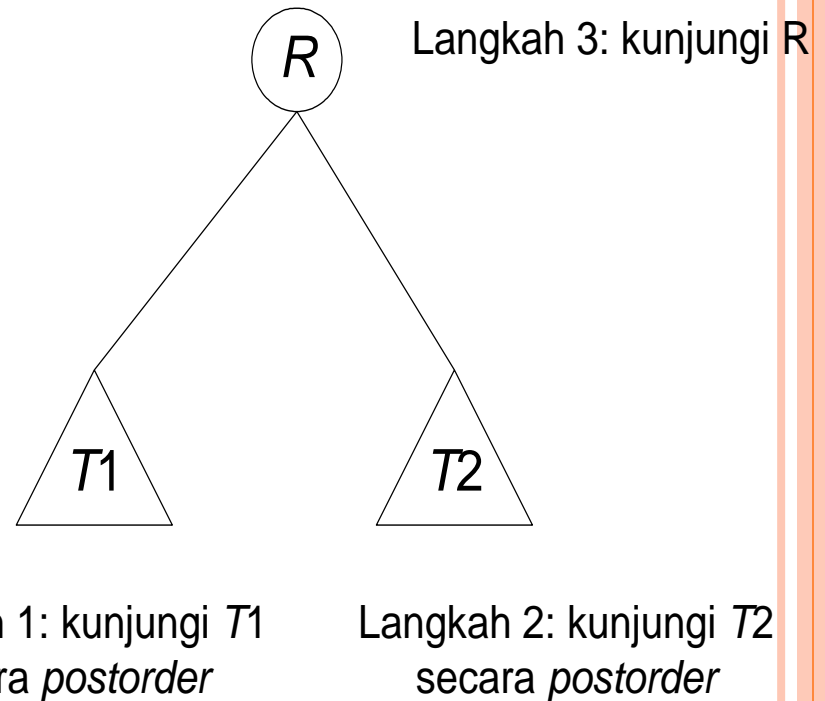 R
Langkah 3: kunjungi R
T1
T2
1: kunjungi T1
postorder
Langkah 2: kunjungi T2
secara postorder